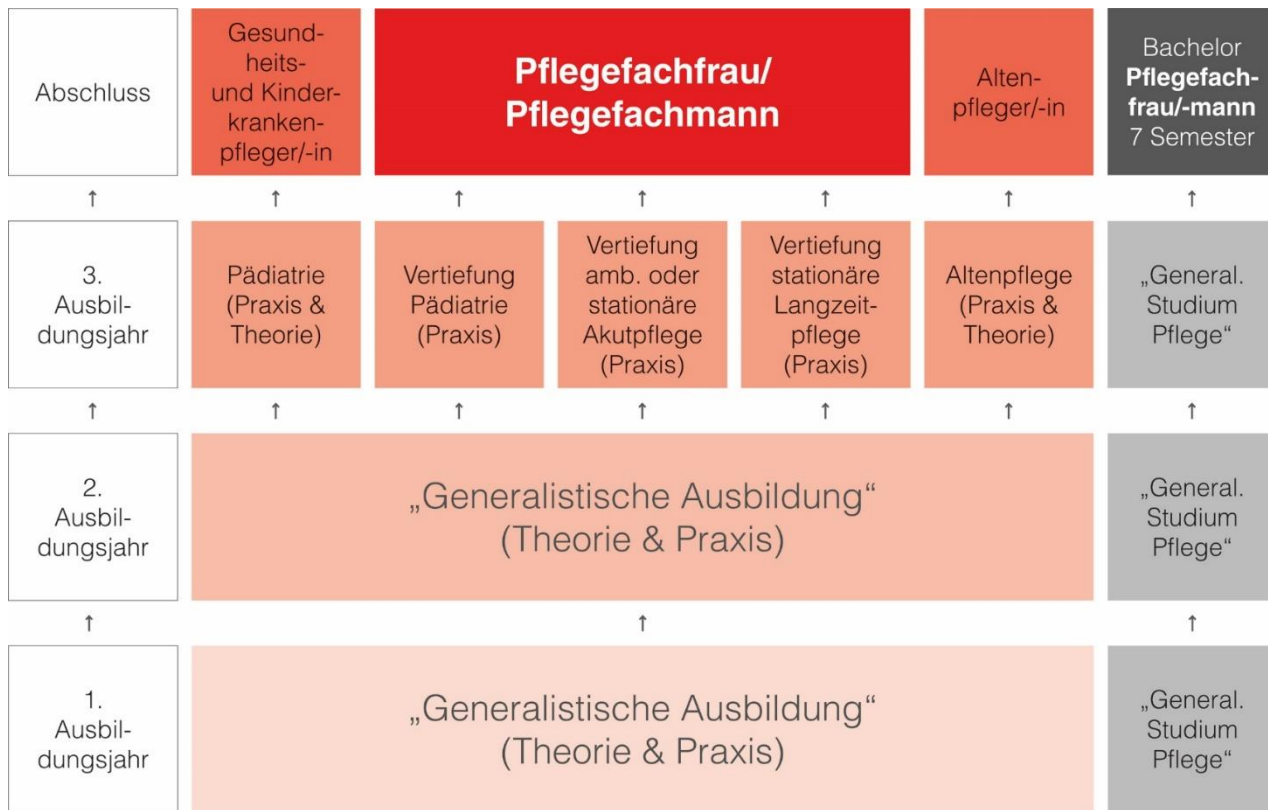 Abschluss
Gesund-
heits-
und Kinder-
kranken-
pfleger/-in
Pflegefachfrau/
Pflegefachmann
Alten-
pfleger/-in
Bachelor
Pflegefach-
frau/-mann
7 Semester
↑ ↑ ↑ ↑ ↑ ↑ ↑
3.
Ausbil-
dungsjahr
Pädiatrie
(Praxis &
Theorie)
Vertiefung
Pädiatrie
(Praxis)
Vertiefung
amb. oder
stationäre
Akutpflege
(Praxis)
Vertiefung
stationäre
Langzeit-
pflege
(Praxis)
Altenpflege
(Praxis &
Theorie)
„General.
Studium
Pflege“
↑ ↑ ↑ ↑ ↑ ↑ ↑
2.
Ausbil-
dungsjahr
„Generalistische Ausbildung“
(Theorie & Praxis)
„General.
Studium
Pflege“
↑ ↑ ↑
1.
Ausbil-
dungsjahr
„Generalistische Ausbildung“
(Theorie & Praxis)
„General.
Studium
Pflege“